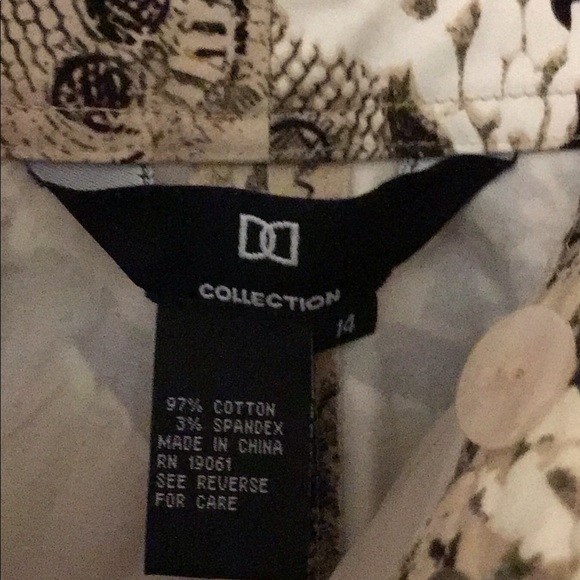 DD
COLLECTION
14
97% COTTON
3% SPANDEX
MADE IN CHINA
RN 19061
SEE REVERSE
FOR CARE